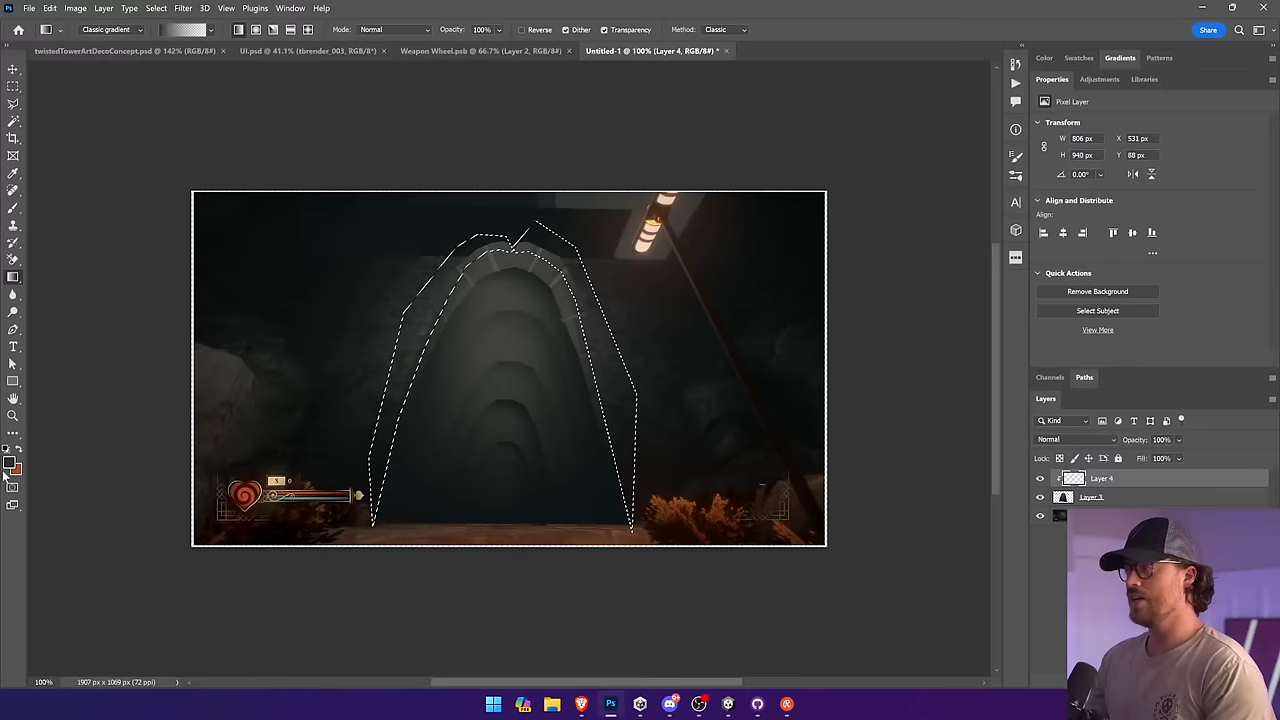 File Edit Image Layer Type Select Filter 3D View Plugins Window Help
Classic gradient Mode: Normal Opacity: 100% Reverse Dither Transparency Method: Classic Share
twistedTowerArtDecoConcept.psd @ 142% (RGB/8#) × UI.psd @ 41.1% (tbrender_003, RGB/8*) × Weapon Wheel.psb @ 66.7% (Layer 2, RGB/8#) × Untitled-1 @ 100% (Layer 4, RGB/8#) * ×
Color Swatches Gradients Patterns
Properties Adjustments Libraries
Pixel Layer
Transform
W 806 px X 531 px
H 940 px Y 88 px
0.00°
Align and Distribute
Align:
Quick Actions
Remove Background
Select Subject
View More
Channels Paths
Layers
Kind
Normal Opacity: 100%
Lock: Fill: 100%
Layer 4
Layer 3
S 0
100% 1907 px x 1069 px (72 ppi)